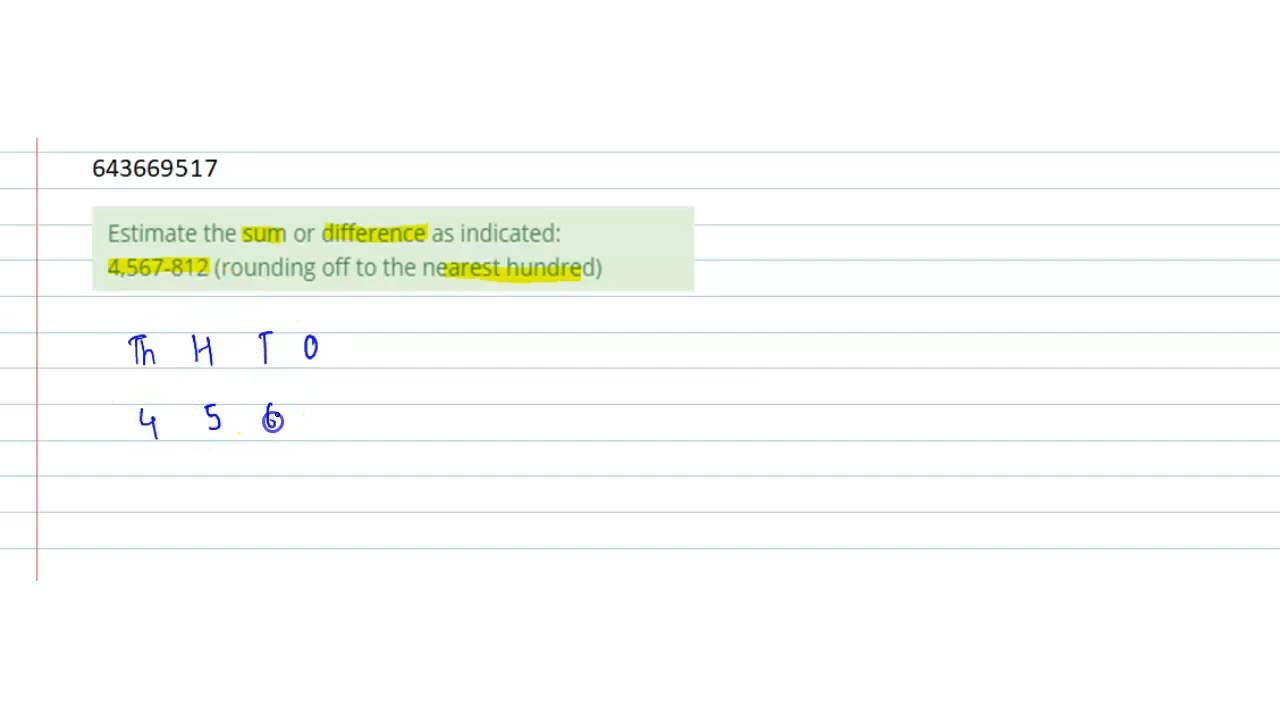 643669517
Estimate the sum or difference as indicated:
4,567-812 (rounding off to the nearest hundred)
Th H T O
4 5 6